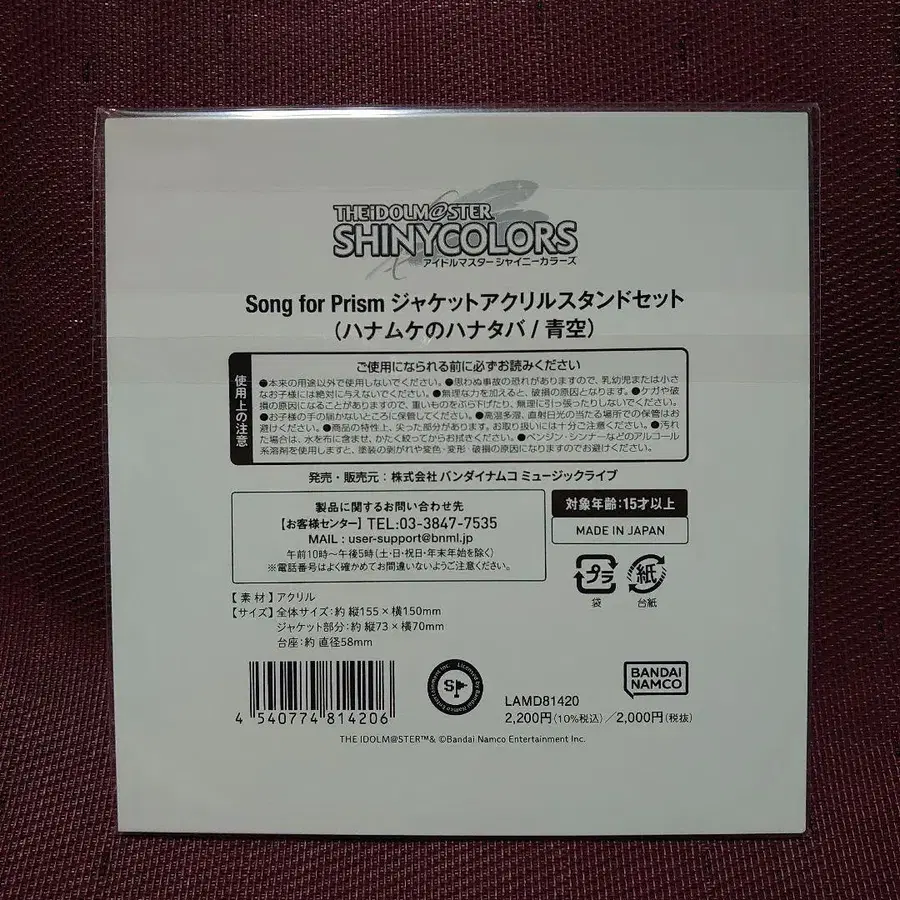 THE iDOLM@STER
SHINYCOLORS
アイドルマスター シャイニーカラーズ
Song for Prism ジャケットアクリルスタンドセット
(ハナムケのハナタバ / 青空)
使用上の注意
ご使用になられる前に必ずお読みください
●本来の用途以外で使用しないでください。●思わぬ事故の恐れがありますので、乳幼児または小さ
なお子様には絶対に与えないでください。●無理な力を加えると、破損の原因になります。●ケガや破
損の原因になることがありますので、重いものをぶら下げたり、無理に引っ張ったりしないでください。
●お子様の手の届かないところに保管してください。●高温多湿、直射日光の当たる場所での保管はお
避けください。●商品の特性上、尖った部分があります。お取り扱いには十分ご注意ください。●汚れ
た場合は、水を布に含ませ、かたく絞ってからお拭きください。●ベンジン・シンナーなどのアルコール
系溶剤を使用しますと、塗装の剥がれや変色・変形・破損の原因になりますのでお避けください。
発売・販売元:株式会社 バンダイナムコ ミュージックライブ
製品に関するお問い合わせ先
【お客様センター】TEL:03-3847-7535
MAIL : user-support@bnml.jp
午前10時〜午後5時(土・日・祝日・年末年始を除く)
※電話番号はよく確かめてお間違いないようご注意ください。
対象年齢:15才以上
MADE IN JAPAN
プラ
袋
紙
台紙
【素材】アクリル
【サイズ】全体サイズ:約 縦155×横150mm
ジャケット部分:約 縦73×横70mm
台座:約 直径58mm
4 540774 814206
Licensed by Bandai Namco Entertainment Inc.
SP
BANDAI
NAMCO
LAMD81420
2,200円(10%税込)/2,000円(税抜)
THE IDOLM@STER™& ©Bandai Namco Entertainment Inc.